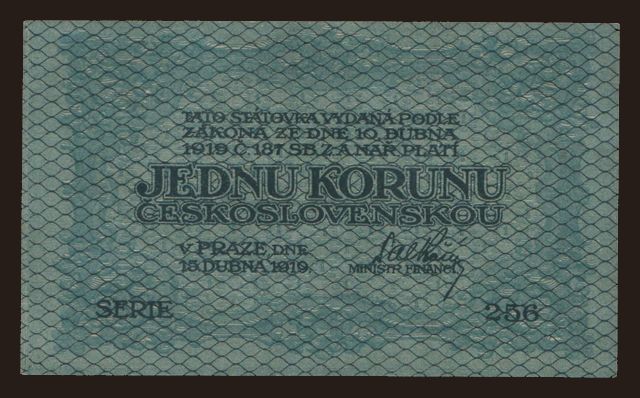 TATO STÁTOVKA VYDANÁ PODLE
ZÁKONA ZE DNE 10. DUBNA
1919 Č. 187 SB. Z. A NAŘ. PLATÍ
JEDNU KORUNU
ČESKOSLOVENSKOU
V PRAZE, DNE
15. DUBNA 1919.
MINISTR FINANCÍ.
SERIE 256